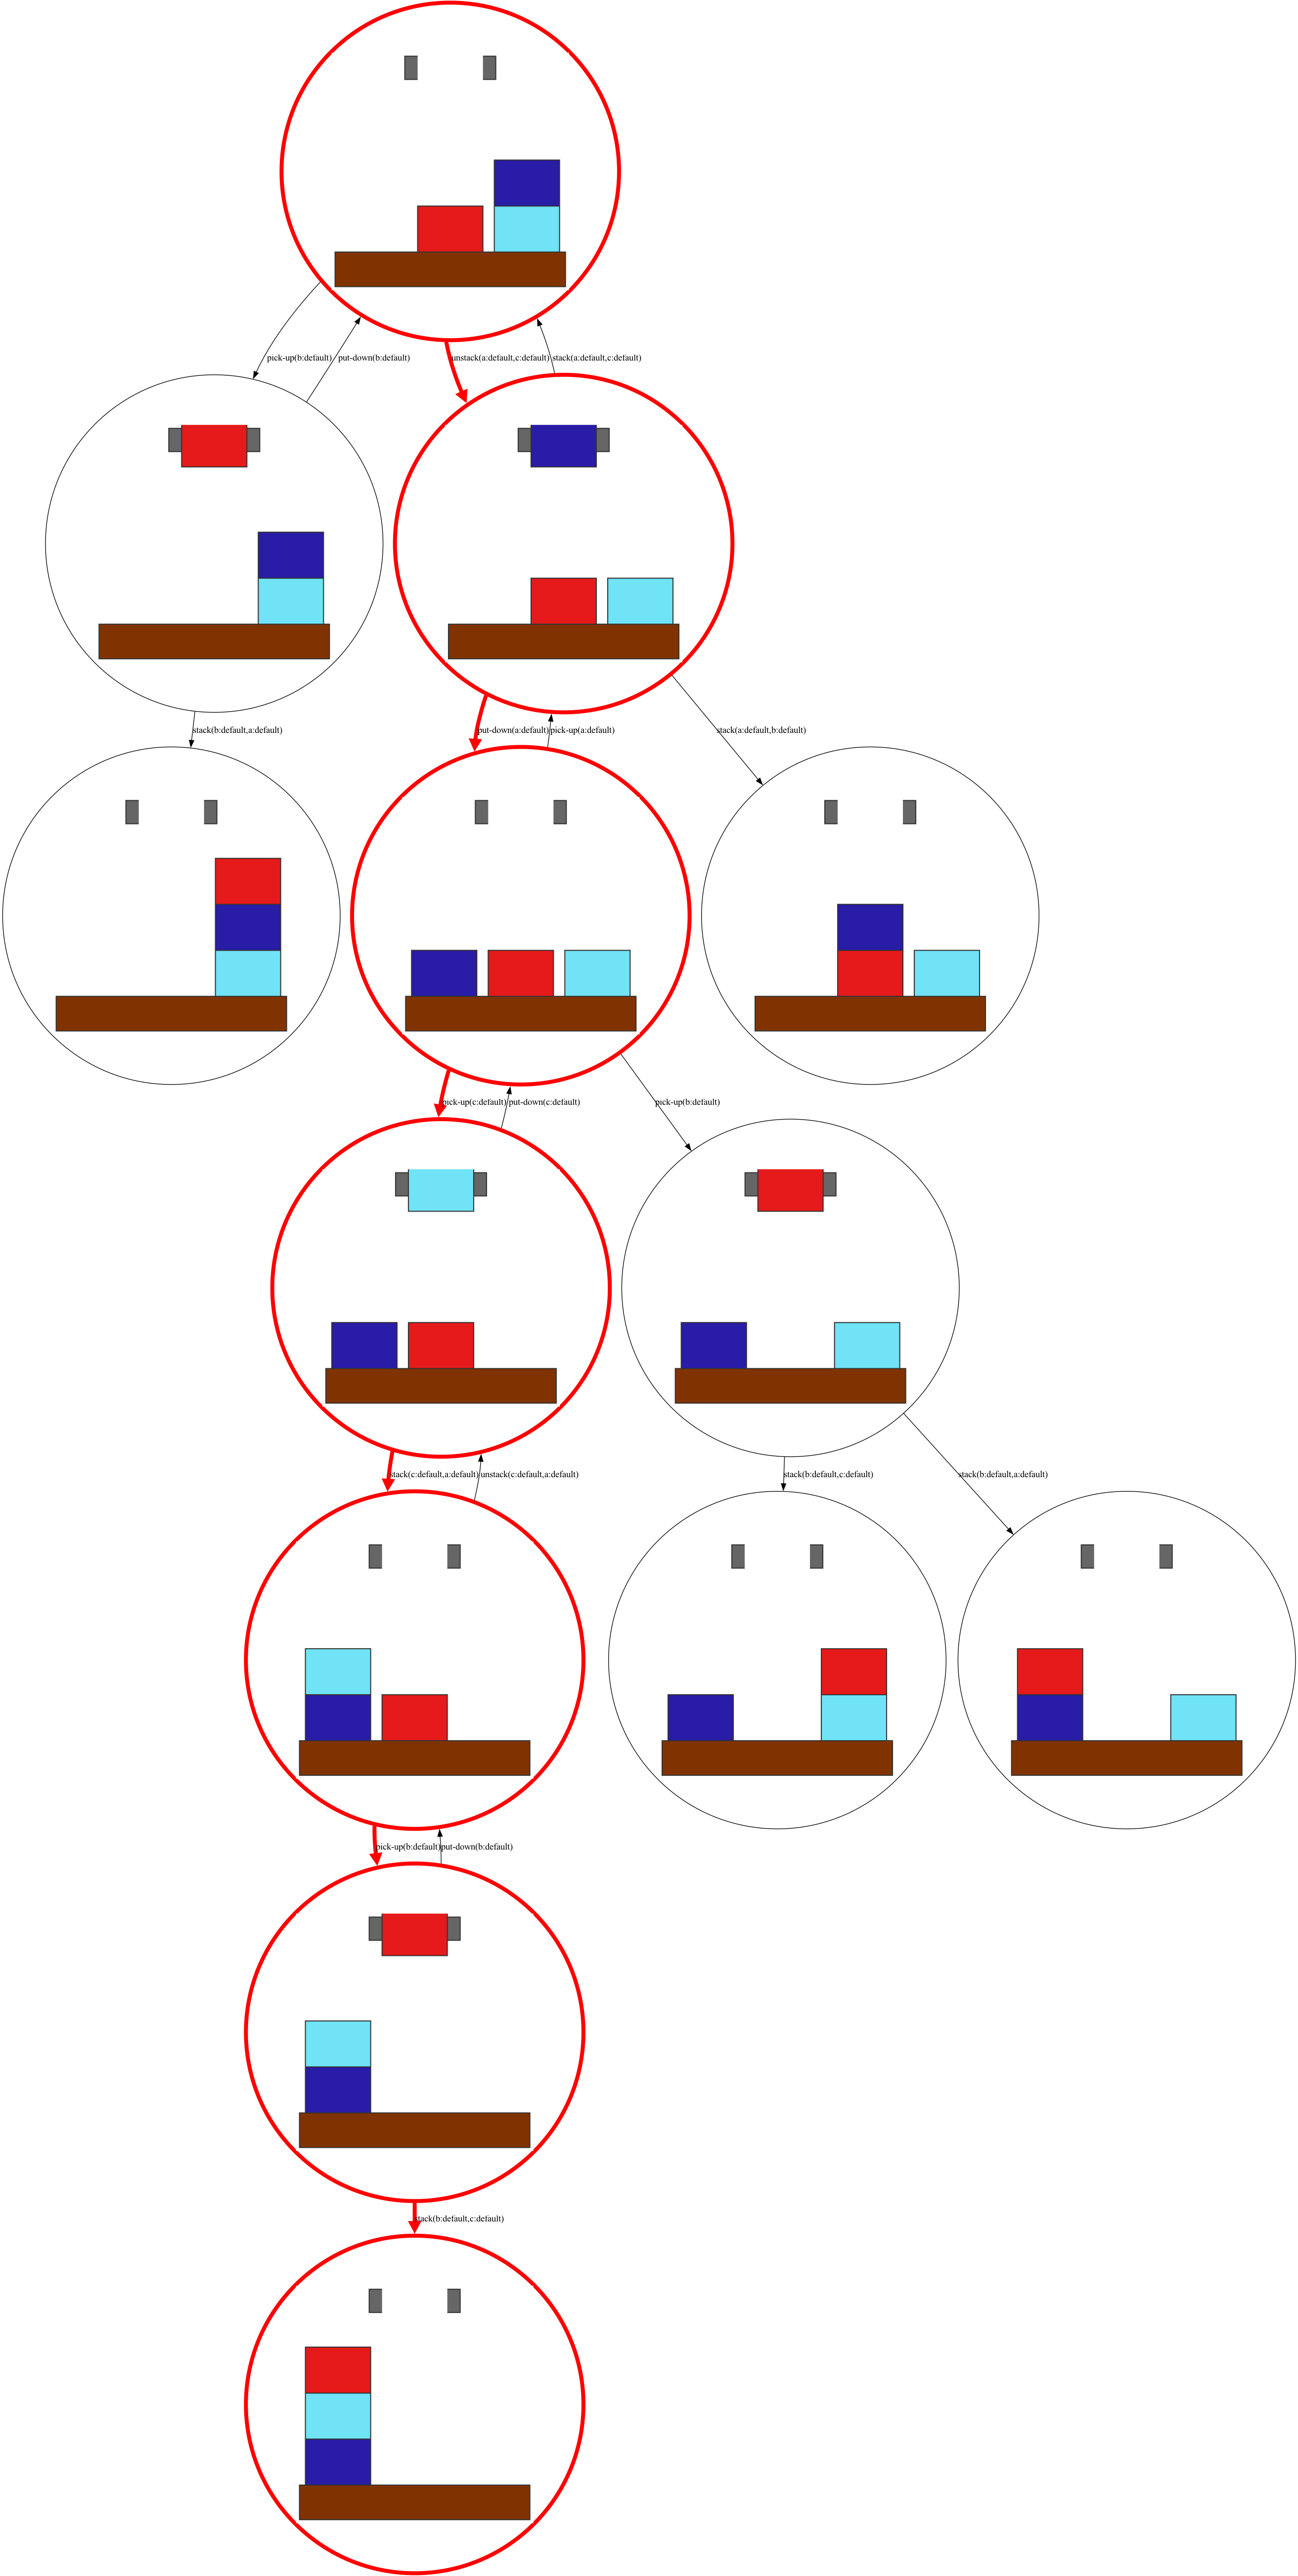 pick-up(b:default)
put-down(b:default)
unstack(a:default,c:default)
stack(a:default,c:default)
stack(b:default,a:default)
put-down(a:default)
pick-up(a:default)
stack(a:default,b:default)
pick-up(c:default)
put-down(c:default)
pick-up(b:default)
stack(c:default,a:default)
unstack(c:default,a:default)
stack(b:default,c:default)
stack(b:default,a:default)
pick-up(b:default)
put-down(b:default)
stack(b:default,c:default)